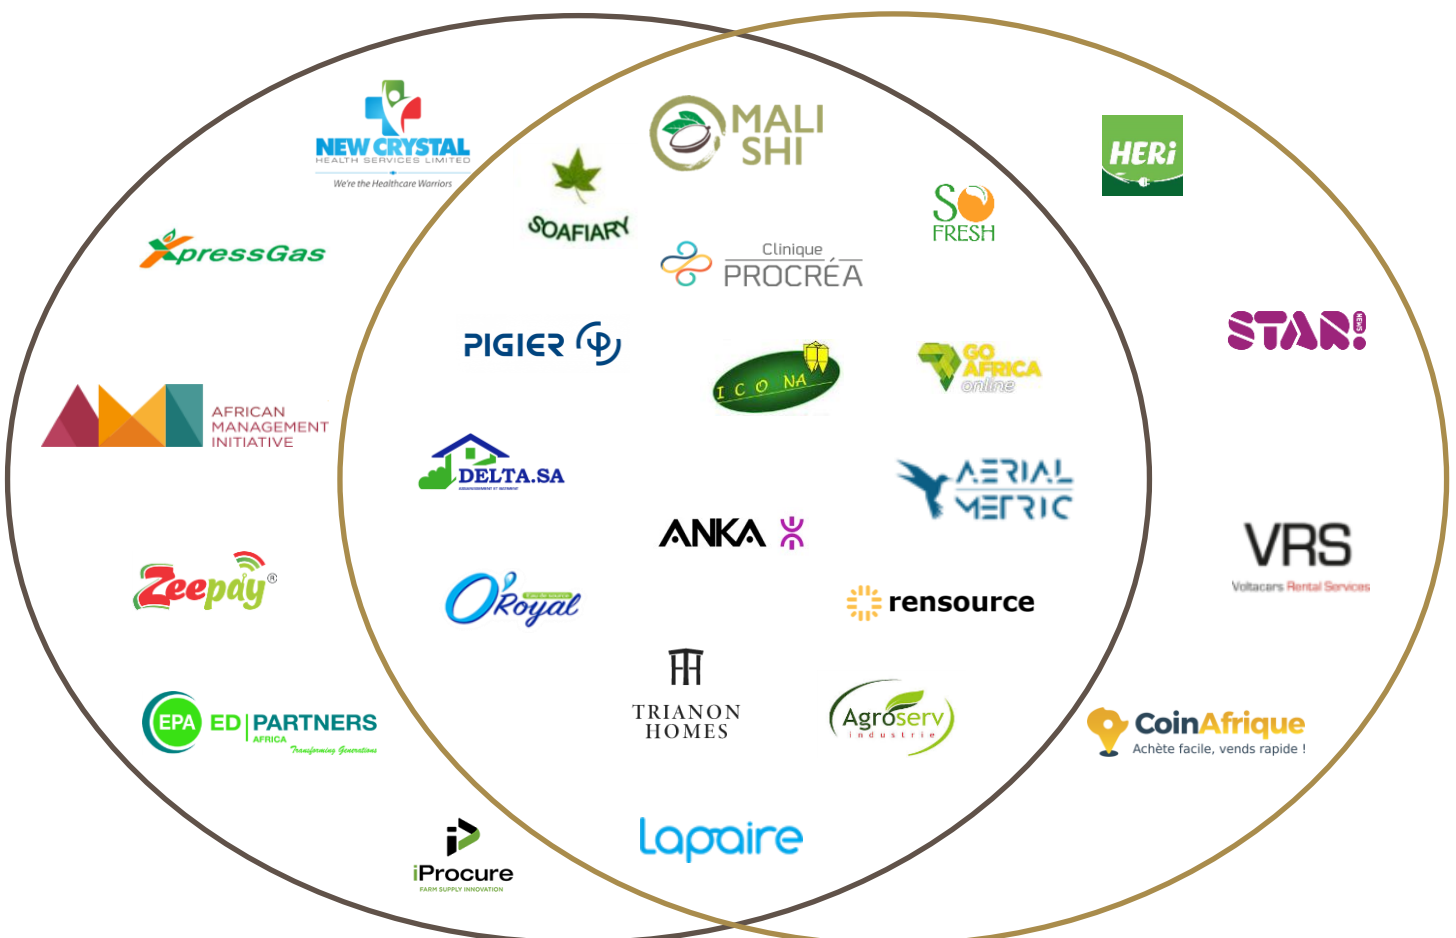 NEW CRYSTAL
HEALTH SERVICES LIMITED
We're the Healthcare Warriors
XpressGas
AFRICAN
MANAGEMENT
INITIATIVE
Zeepay®
EPA
ED PARTNERS
AFRICA
Transforming Generations
iProcure
FARM SUPPLY INNOVATION
MALI
SHI
SOAFIARY
SO
FRESH
Clinique
PROCRÉA
PIGIER
ICONA
GO
AFRICA
online
DELTA.SA
AERIAL
METRIC
ANKA
O'Royal
rensource
TRIANON
HOMES
Agroserv
industrie
Lapaire
HERi
STAR!
NEWS
VRS
Voltacars Rental Services
CoinAfrique
Achète facile, vends rapide !